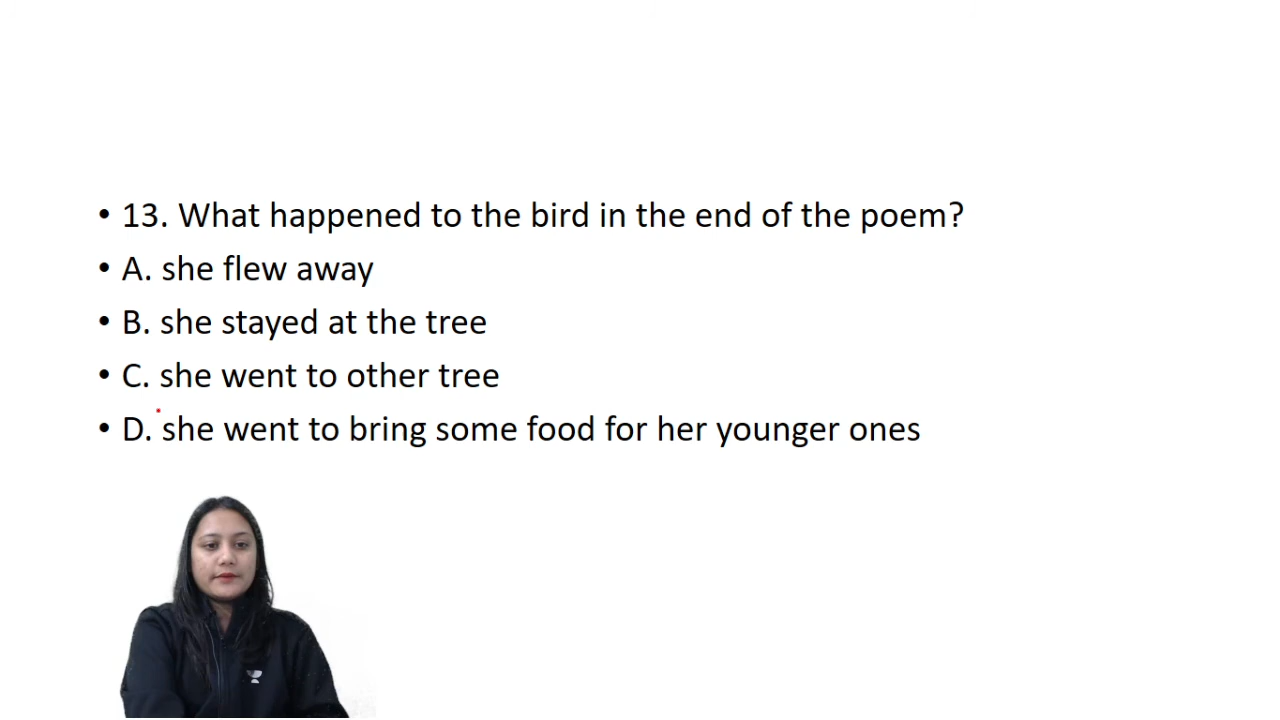 • 13. What happened to the bird in the end of the poem?
• A. she flew away
• B. she stayed at the tree
• C. she went to other tree
• D. she went to bring some food for her younger ones